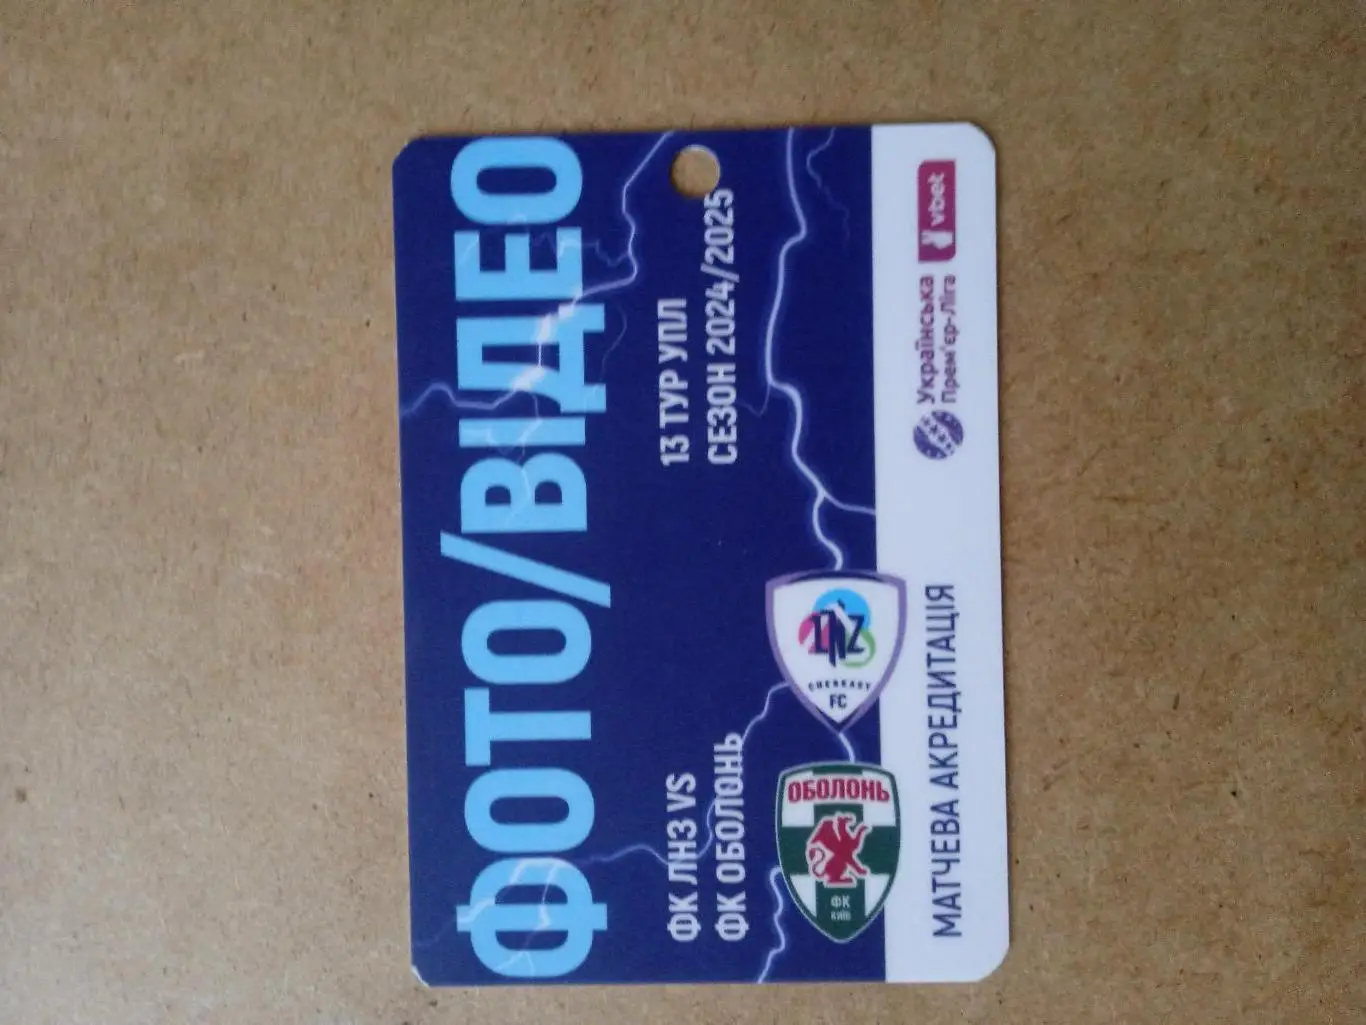 ФОТО/ВІДЕО
ФК ЛНЗ VS
ФК ОБОЛОНЬ
13 ТУР УПЛ
СЕЗОН 2024/2025
ОБОЛОНЬ
ФК
КИЇВ
LNZ
CHERKASY
FC
МАТЧЕВА АКРЕДИТАЦІЯ
Українська
Прем'єр-Ліга
vbet